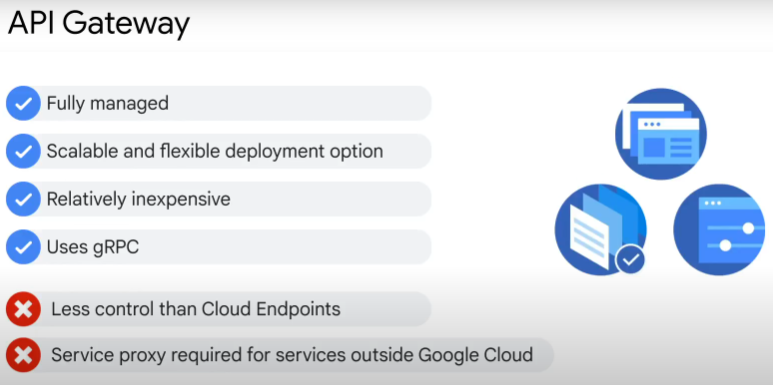 API Gateway
Fully managed
Scalable and flexible deployment option
Relatively inexpensive
Uses gRPC
Less control than Cloud Endpoints
Service proxy required for services outside Google Cloud